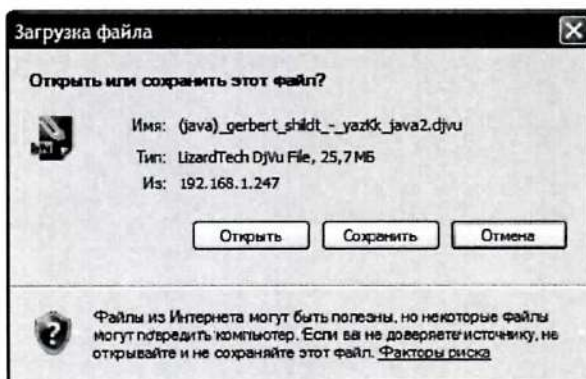 Загрузка файла
Открыть или сохранить этот файл?
Имя: (java)_gerbert_shildt_-_yazKk_java2.djvu
Тип: LizardTech DjVu File, 25,7 МБ
Из: 192.168.1.247
Открыть Сохранить Отмена
Файлы из Интернета могут быть полезны, но некоторые файлы
могут повредить компьютер. Если вы не доверяете источнику, не
открывайте и не сохраняйте этот файл. Факторы риска